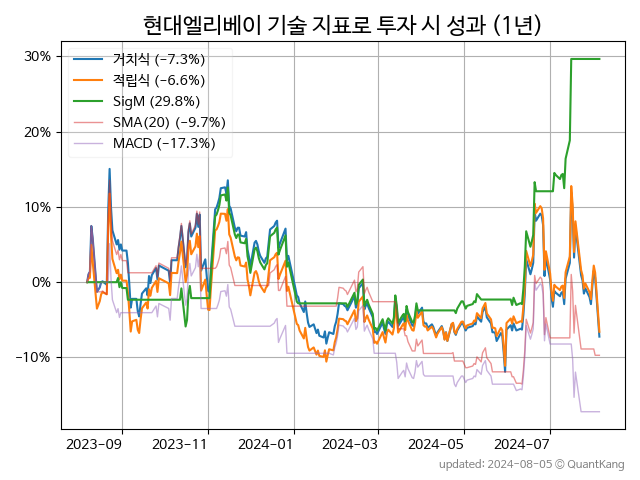 현대엘리베이 기술 지표로 투자 시 성과 (1년)
거치식 (−7.3%)
적립식 (−6.6%)
SigM (29.8%)
SMA(20) (−9.7%)
MACD (−17.3%)
30%
20%
10%
0%
−10%
2023-09
2023-11
2024-01
2024-03
2024-05
2024-07
updated: 2024-08-05 © QuantKang